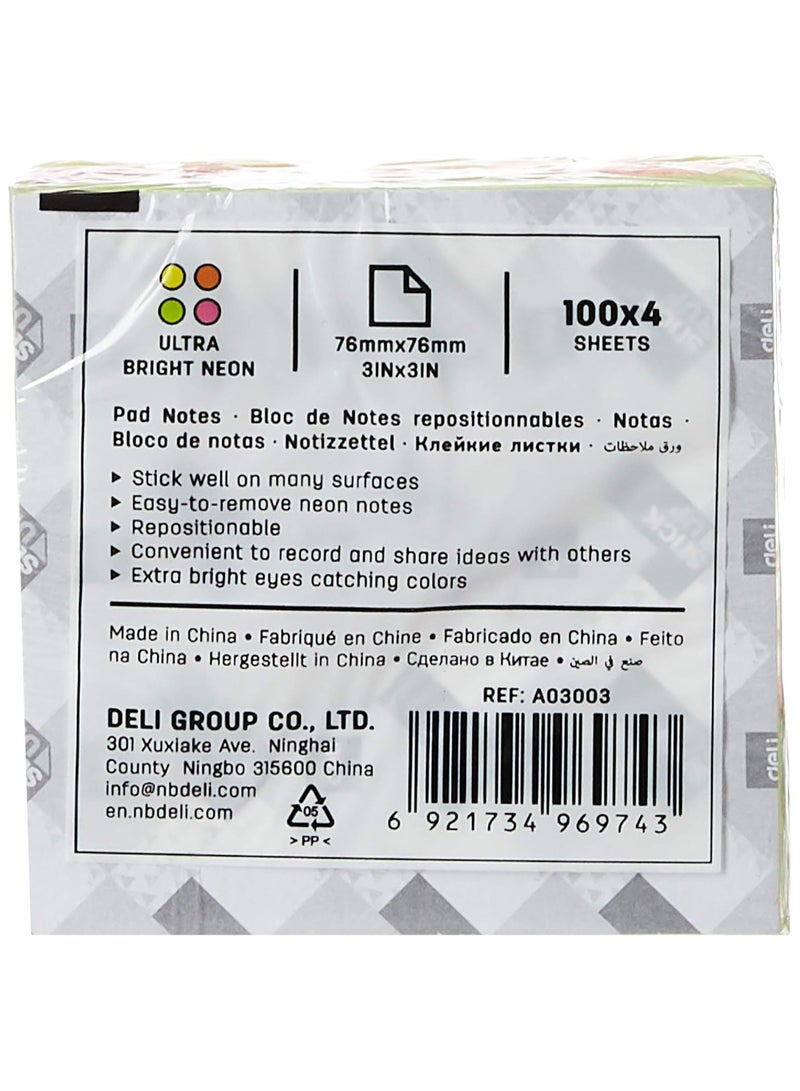 ULTRA
BRIGHT NEON
76mmx76mm
3INx3IN
100x4
SHEETS
Pad Notes · Bloc de Notes repositionnables · Notas ·
Bloco de notas · Notizzettel · Клейкие листки · ورق ملاحظات
▶ Stick well on many surfaces
▶ Easy-to-remove neon notes
▶ Repositionable
▶ Convenient to record and share ideas with others
▶ Extra bright eyes catching colors
Made in China • Fabriqué en Chine • Fabricado en China • Feito
na China • Hergestellt in China • Сделано в Китае • صنع في الصين
REF: A03003
DELI GROUP CO., LTD.
301 Xuxiake Ave. Ninghai
County Ningbo 315600 China
info@nbdeli.com
en.nbdeli.com
05
>PP<
6 921734 969743
deli
deli
deli
STICK
UP